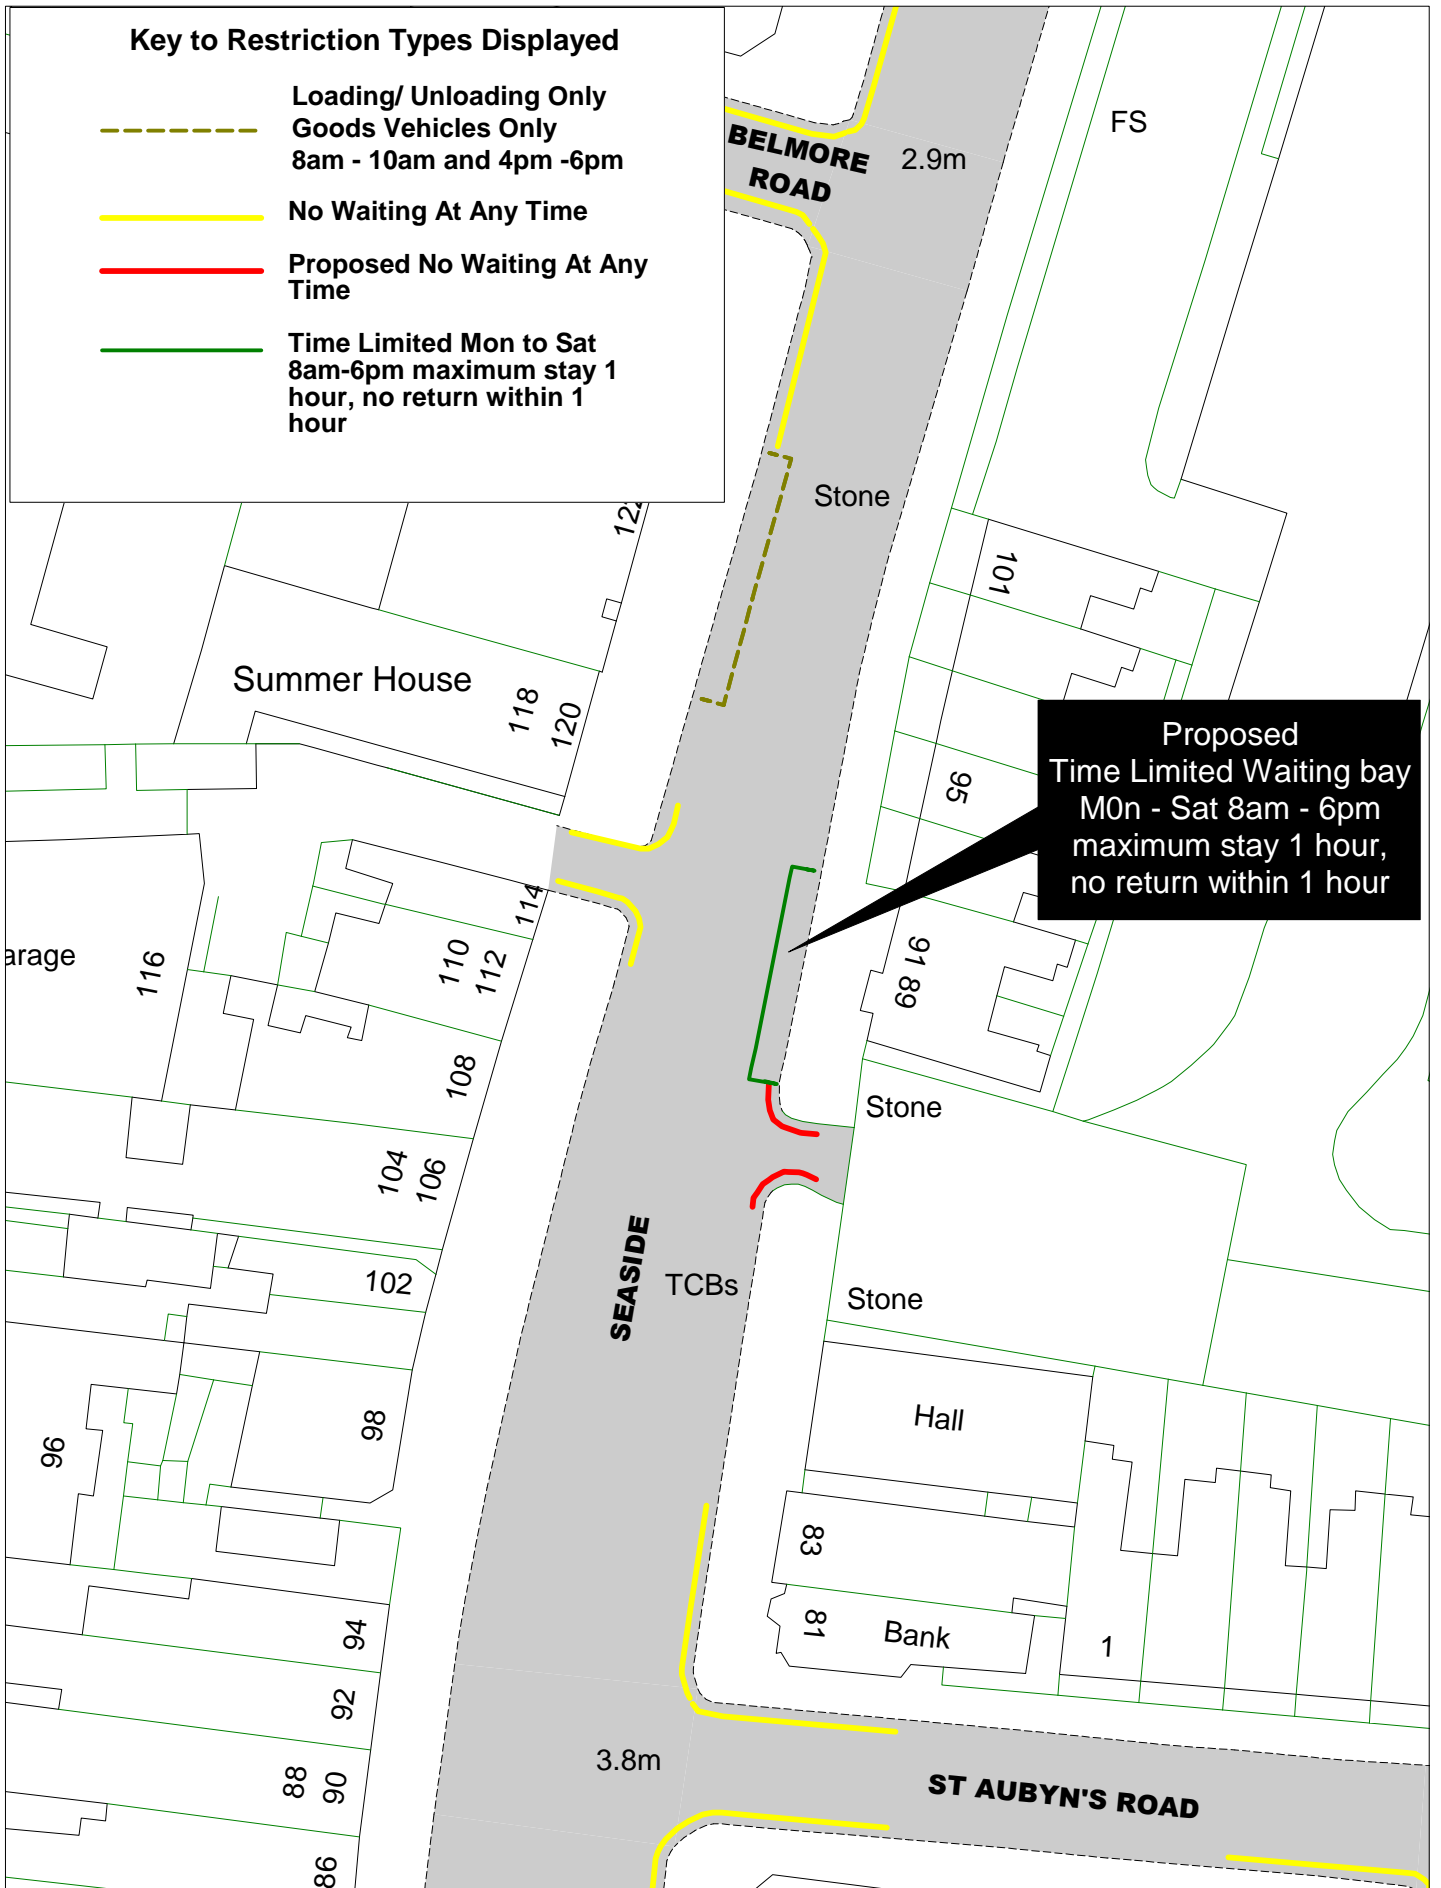 Key to Restriction Types Displayed
Loading/ Unloading Only
Goods Vehicles Only
8am - 10am and 4pm -6pm
No Waiting At Any Time
Proposed No Waiting At Any
Time
Time Limited Mon to Sat
8am-6pm maximum stay 1
hour, no return within 1
hour
BELMORE
ROAD
2.9m
FS
Stone
101
Summer House
118
120
95
Proposed
Time Limited Waiting bay
M0n - Sat 8am - 6pm
maximum stay 1 hour,
no return within 1 hour
114
110
112
arage
116
91
89
108
Stone
104
106
SEASIDE
TCBs
102
Stone
Hall
98
96
83
81
Bank
1
94
92
3.8m
88
90
ST AUBYN'S ROAD
86